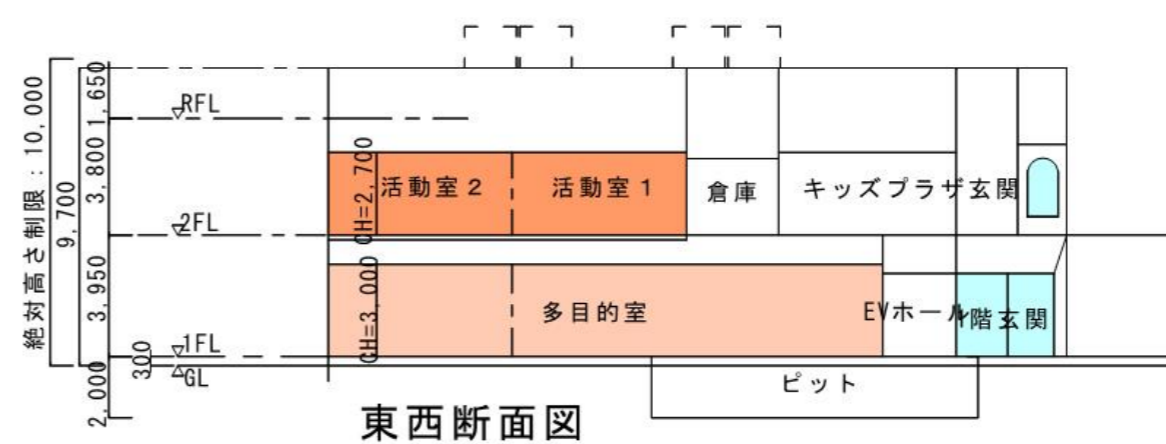 絶対高さ制限：10,000
9,700
1,650
3,800
3,950
300
2,000
▽RFL
▽2FL
▽1FL
△GL
CH=2,700
活動室2
活動室1
倉庫
キッズプラザ玄関
CH=3,000
多目的室
EVホール
1階玄関
ピット
東西断面図